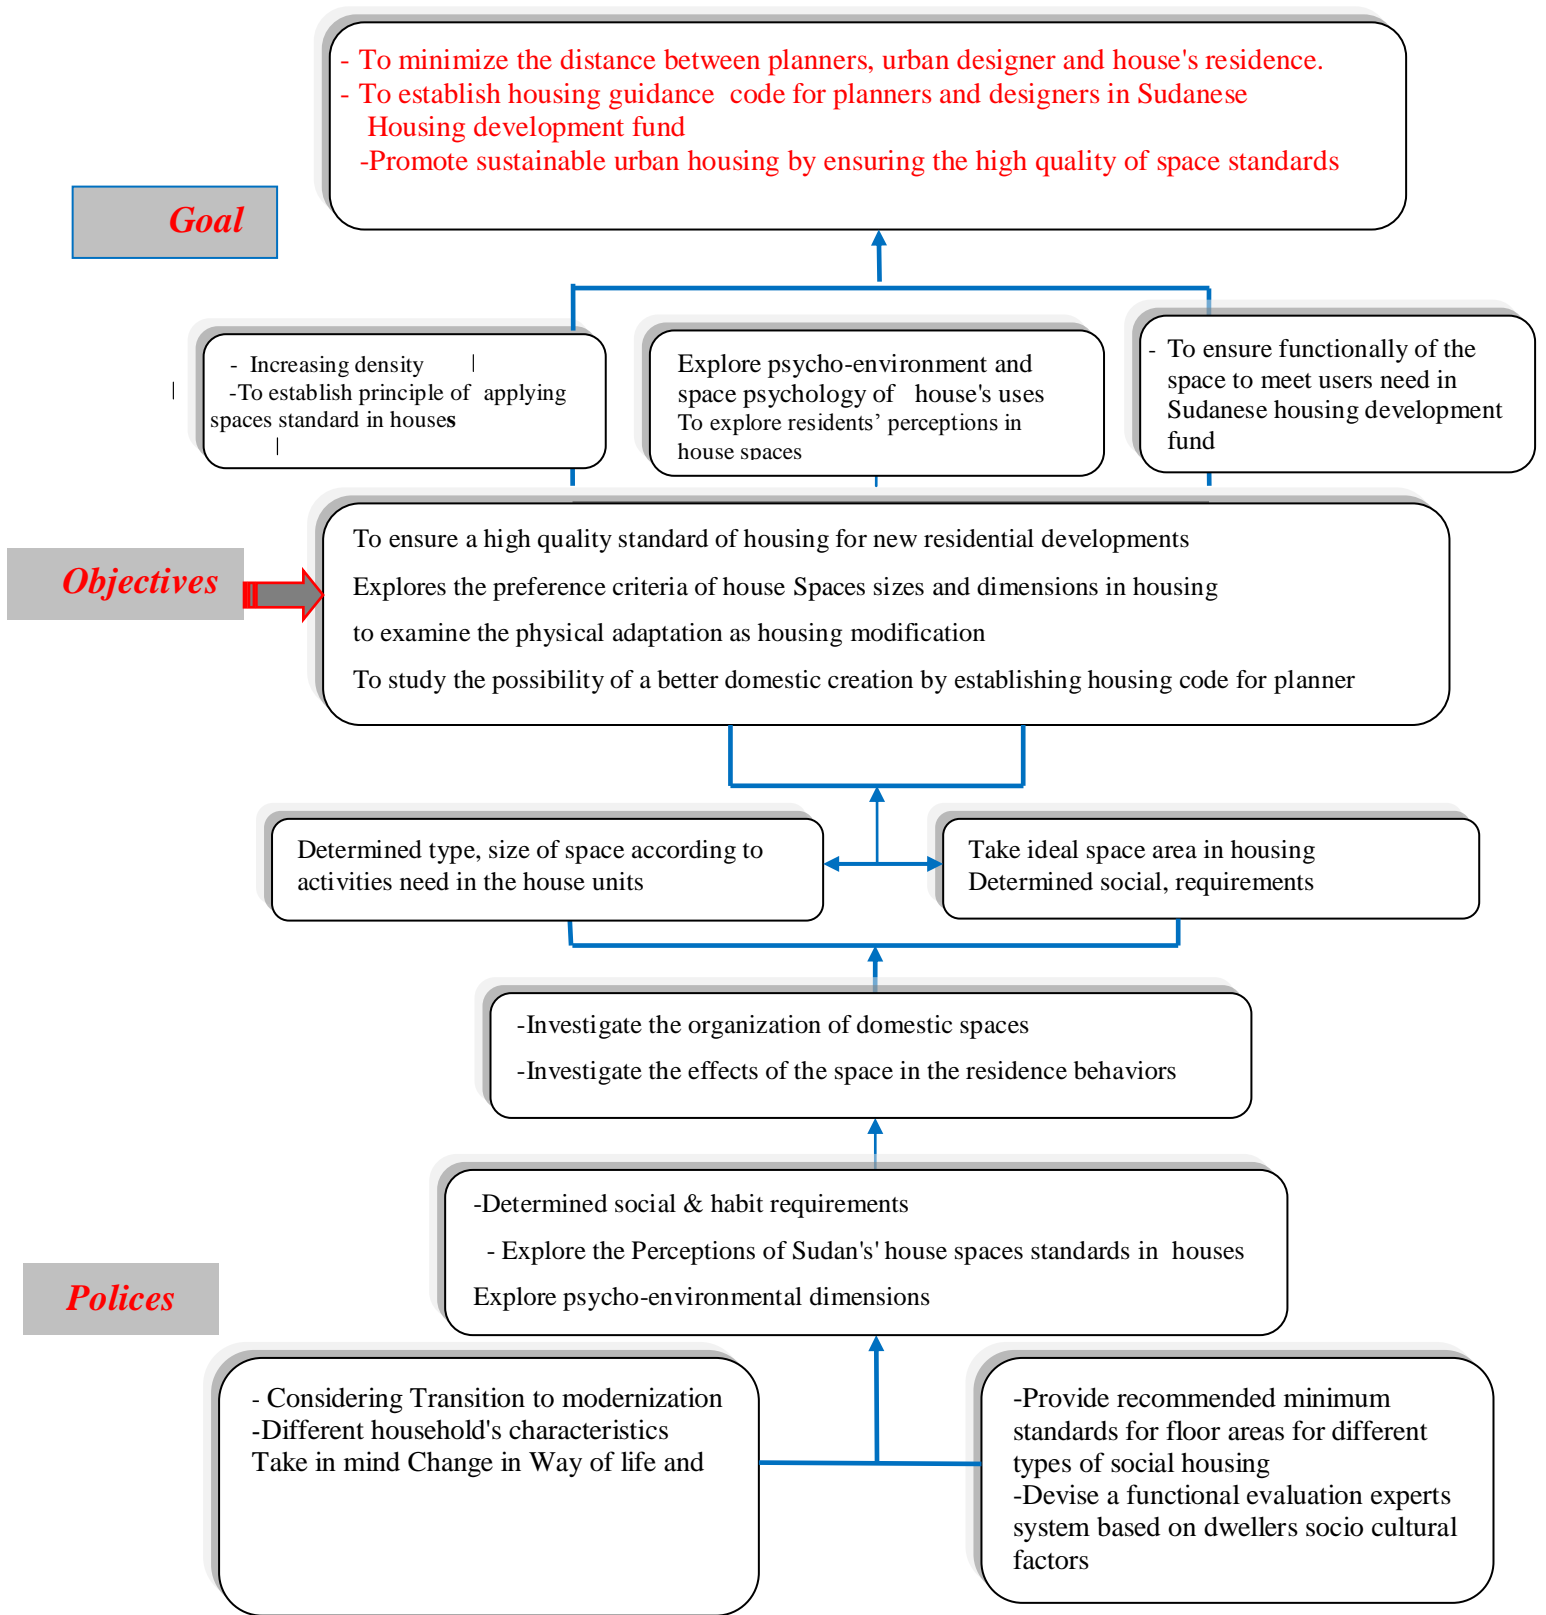 - To minimize the distance between planners, urban designer and house's residence.
- To establish housing guidance code for planners and designers in Sudanese
Housing development fund
-Promote sustainable urban housing by ensuring the high quality of space standards
Goal
- Increasing density
-To establish principle of applying
spaces standard in houses
Explore psycho-environment and
space psychology of house's uses
To explore residents’ perceptions in
house spaces
- To ensure functionally of the
space to meet users need in
Sudanese housing development
fund
Objectives
To ensure a high quality standard of housing for new residential developments
Explores the preference criteria of house Spaces sizes and dimensions in housing
to examine the physical adaptation as housing modification
To study the possibility of a better domestic creation by establishing housing code for planner
Determined type, size of space according to
activities need in the house units
Take ideal space area in housing
Determined social, requirements
-Investigate the organization of domestic spaces
-Investigate the effects of the space in the residence behaviors
-Determined social & habit requirements
- Explore the Perceptions of Sudan's' house spaces standards in houses
Explore psycho-environmental dimensions
Polices
- Considering Transition to modernization
-Different household's characteristics
Take in mind Change in Way of life and
-Provide recommended minimum
standards for floor areas for different
types of social housing
-Devise a functional evaluation experts
system based on dwellers socio cultural
factors